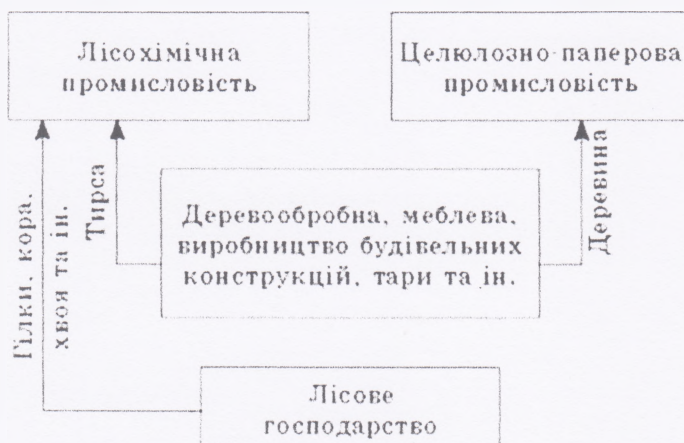 Лісохімічна
промисловість
Целюлозно-паперова
промисловість
Гілки, кора,
хвоя та ін.
Тирса
Деревообробна, меблева,
виробництво будівельних
конструкцій, тари та ін.
Деревина
Лісове
господарство